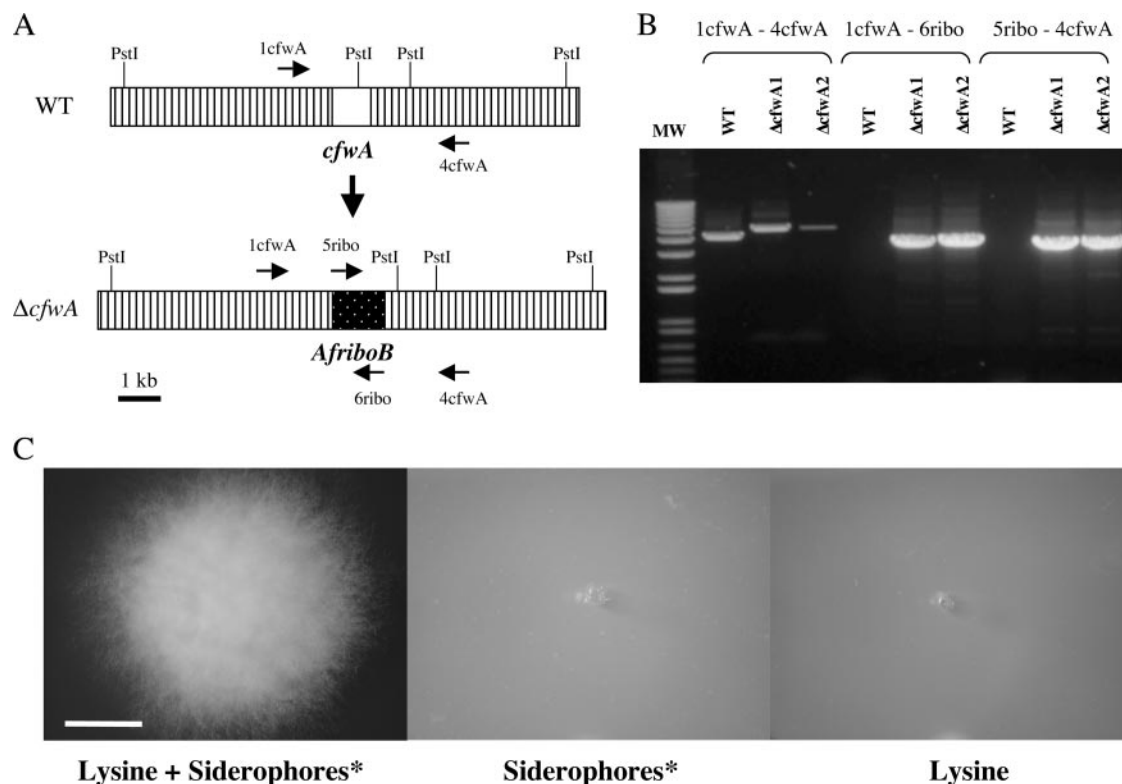 A
1cfwA
PstI PstI PstI PstI
WT
cfwA
4cfwA
1cfwA 5ribo
PstI PstI PstI PstI
ΔcfwA
AfriboB
1 kb
6ribo 4cfwA
B
1cfwA - 4cfwA 1cfwA - 6ribo 5ribo - 4cfwA
MW WT ΔcfwA1 ΔcfwA2 WT ΔcfwA1 ΔcfwA2 WT ΔcfwA1 ΔcfwA2
C
Lysine + Siderophores* Siderophores* Lysine